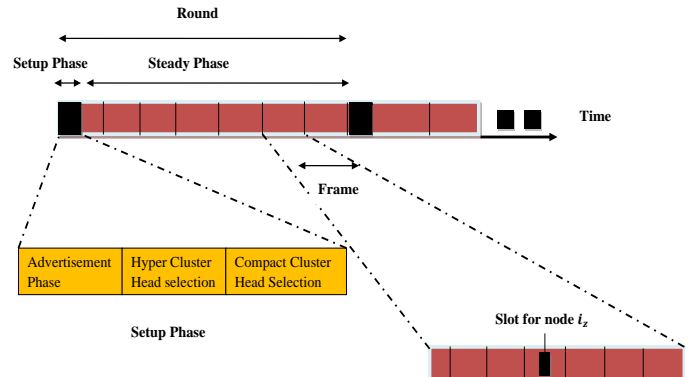 Round
Setup Phase
Steady Phase
Time
Frame
Advertisement Phase
Hyper Cluster Head selection
Compact Cluster Head Selection
Setup Phase
Slot for node i_z